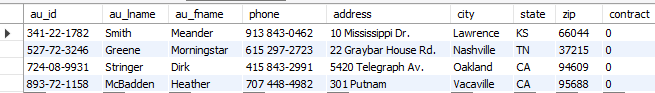 au_id au_lname au_fname phone address city state zip contract
341-22-1782 Smith Meander 913 843-0462 10 Mississippi Dr. Lawrence KS 66044 0
527-72-3246 Greene Morningstar 615 297-2723 22 Graybar House Rd. Nashville TN 37215 0
724-08-9931 Stringer Dirk 415 843-2991 5420 Telegraph Av. Oakland CA 94609 0
893-72-1158 McBadden Heather 707 448-4982 301 Putnam Vacaville CA 95688 0